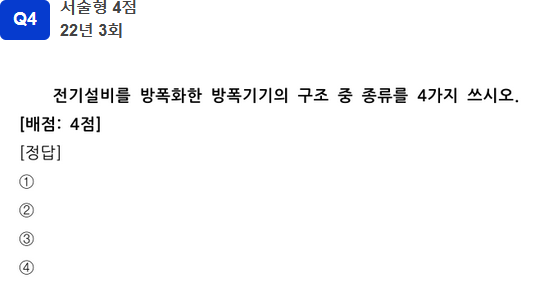 Q4
서술형 4점
22년 3회
전기설비를 방폭화한 방폭기기의 구조 중 종류를 4가지 쓰시오.
[배점: 4점]
[정답]
①
②
③
④